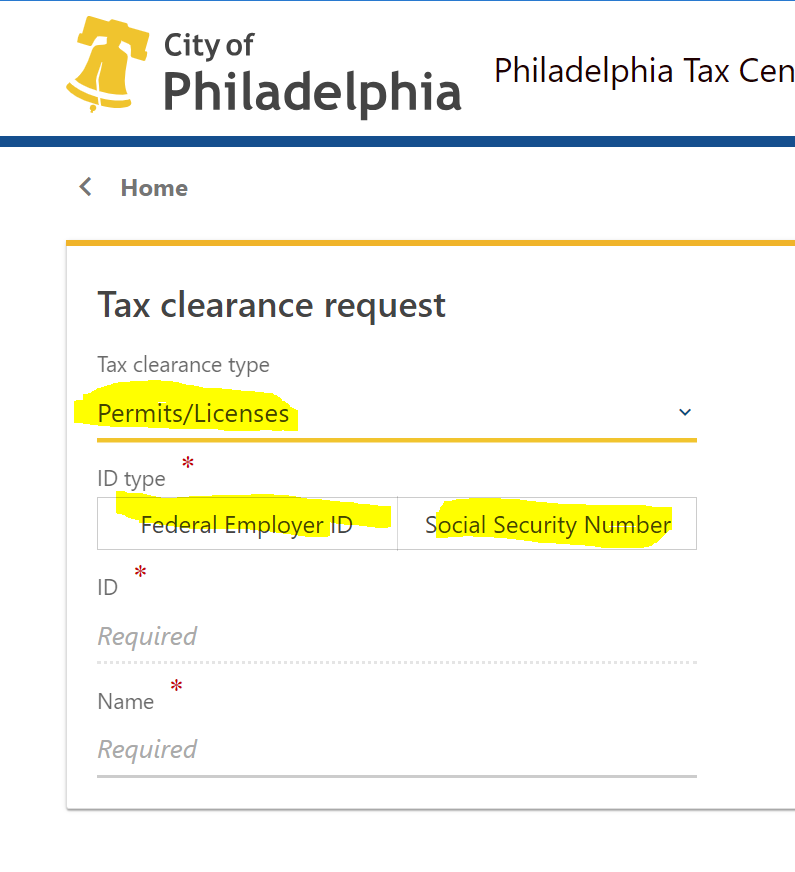 City of
Philadelphia
Philadelphia Tax Cen
Home
Tax clearance request
Tax clearance type
Permits/Licenses
ID type *
Federal Employer ID Social Security Number
ID *
Required
Name *
Required